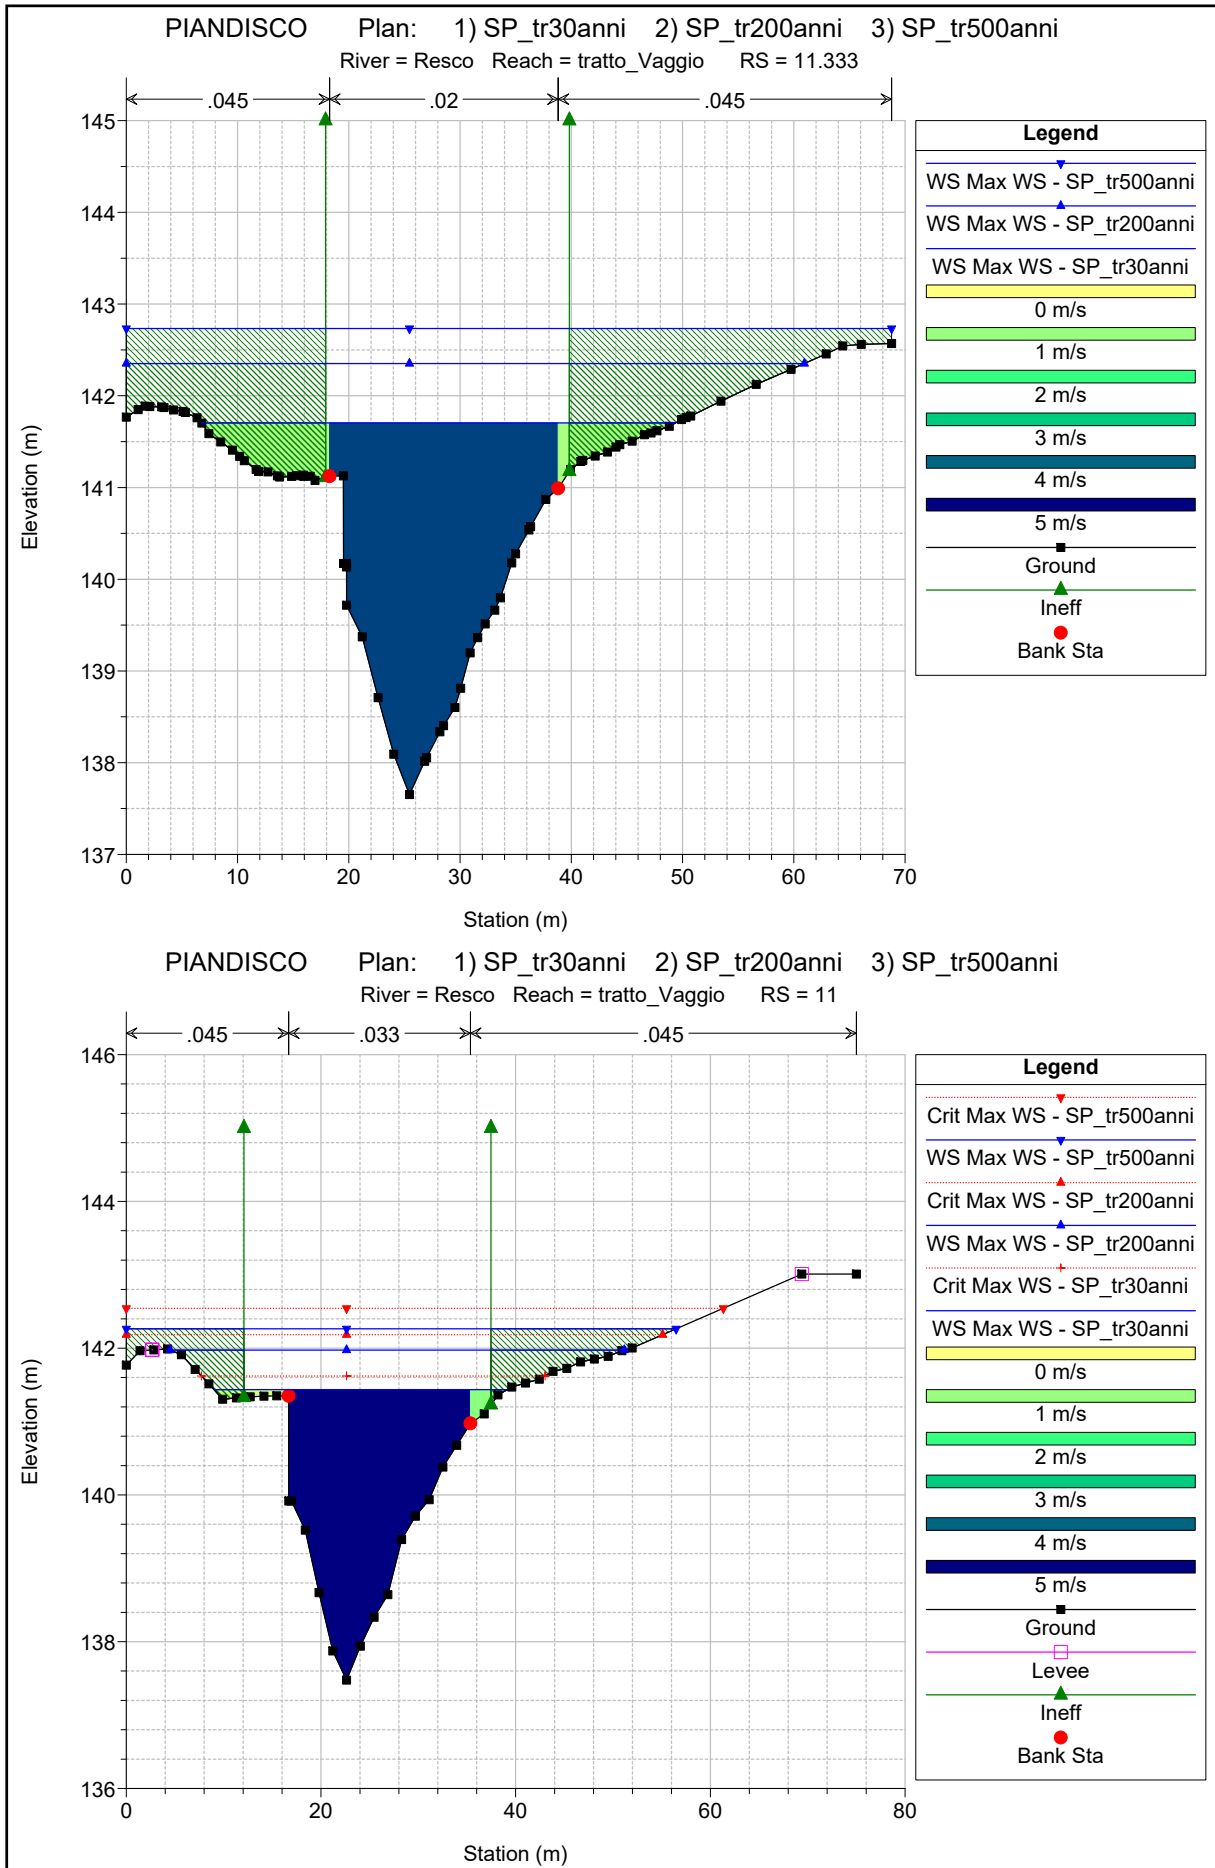 PIANDISCO Plan: 1) SP_tr30anni 2) SP_tr200anni 3) SP_tr500anni
River = Resco Reach = tratto_Vaggio RS = 11.333
.045 .02 .045
145
144
143
142
141
140
139
138
137
Elevation (m)
0 10 20 30 40 50 60 70
Station (m)
Legend
WS Max WS - SP_tr500anni
WS Max WS - SP_tr200anni
WS Max WS - SP_tr30anni
0 m/s
1 m/s
2 m/s
3 m/s
4 m/s
5 m/s
Ground
Ineff
Bank Sta
PIANDISCO Plan: 1) SP_tr30anni 2) SP_tr200anni 3) SP_tr500anni
River = Resco Reach = tratto_Vaggio RS = 11
.045 .033 .045
146
144
142
140
138
136
Elevation (m)
0 20 40 60 80
Station (m)
Legend
Crit Max WS - SP_tr500anni
WS Max WS - SP_tr500anni
Crit Max WS - SP_tr200anni
WS Max WS - SP_tr200anni
Crit Max WS - SP_tr30anni
WS Max WS - SP_tr30anni
0 m/s
1 m/s
2 m/s
3 m/s
4 m/s
5 m/s
Ground
Levee
Ineff
Bank Sta